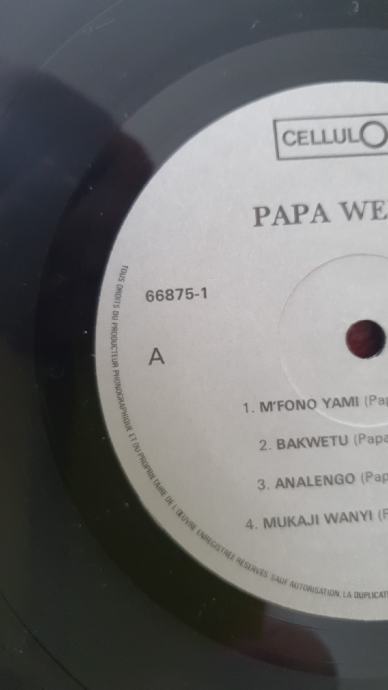 CELLULO
PAPA WE
66875-1
A
1. M'FONO YAMI (Pap
2. BAKWETU (Papa
3. ANALENGO (Pap
4. MUKAJI WANYI (P
TOUS DROITS DU PRODUCTEUR PHONOGRAPHIQUE ET DU PROPRIETAIRE DE L'ŒUVRE ENREGISTREE RESERVES SAUF AUTORISATION, LA DUPLICAT